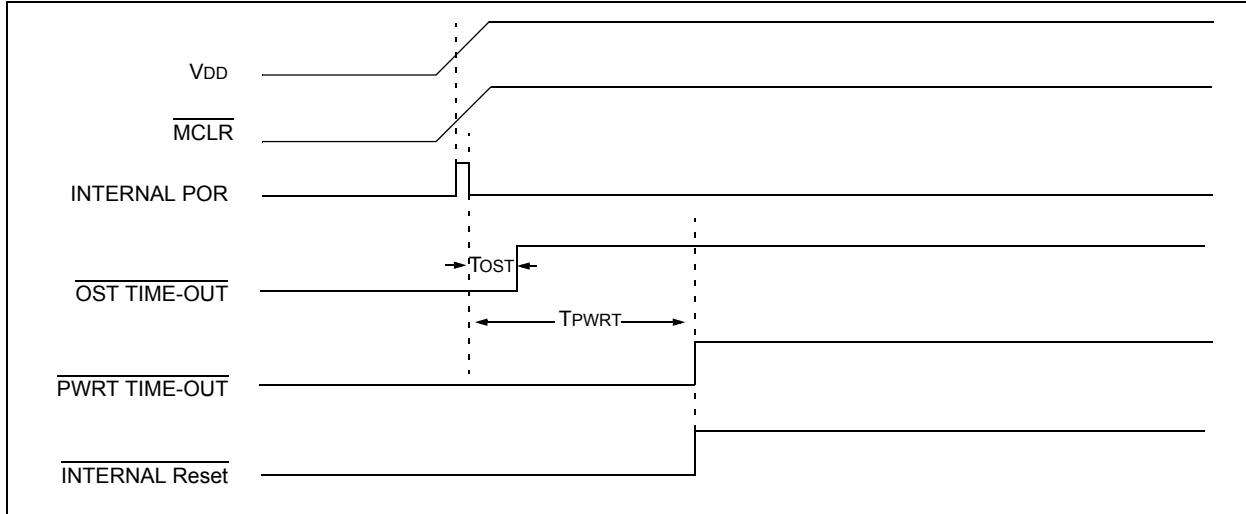 VDD
MCLR
INTERNAL POR
TOST
OST TIME-OUT
TPWRT
PWRT TIME-OUT
INTERNAL Reset